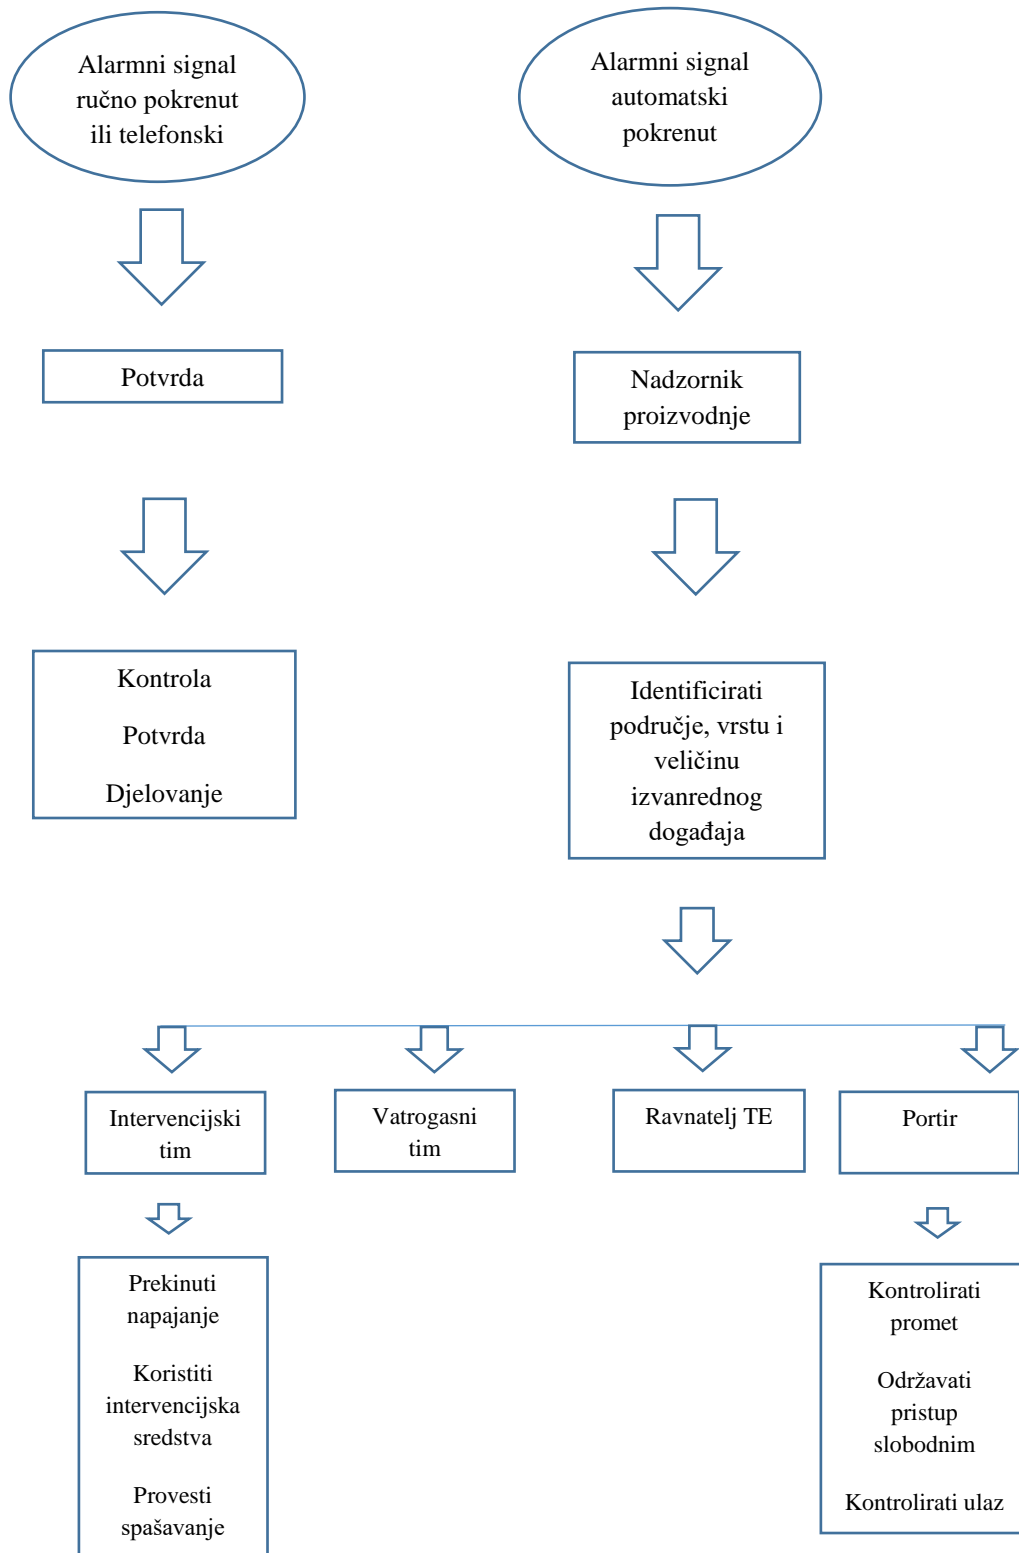 Alarmni signal
ručno pokrenut
ili telefonski
Alarmni signal
automatski
pokrenut
Potvrda
Nadzornik
proizvodnje
Kontrola
Potvrda
Djelovanje
Identificirati
područje, vrstu i
veličinu
izvanrednog
događaja
Intervencijski
tim
Vatrogasni
tim
Ravnatelj TE
Portir
Prekinuti
napajanje
Koristiti
intervencijska
sredstva
Provesti
spašavanje
Kontrolirati
promet
Održavati
pristup
slobodnim
Kontrolirati ulaz